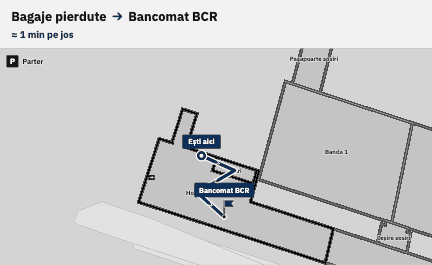 Bagaje pierdute → Bancomat BCR
≈ 1 min pe jos
P Parter
Pașapoarte sosiri
Ești aici
Banda 1
Bancomat BCR
Ieșire sosiri